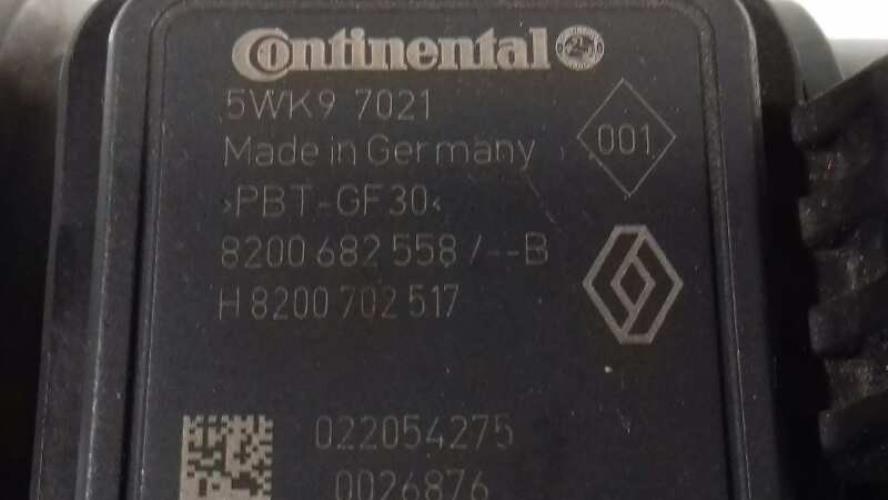 Continental
5WK9 7021
Made in Germany
001
>PBT-GF30<
8200 682 558 /--B
H 8200 702 517
022054275
0026876